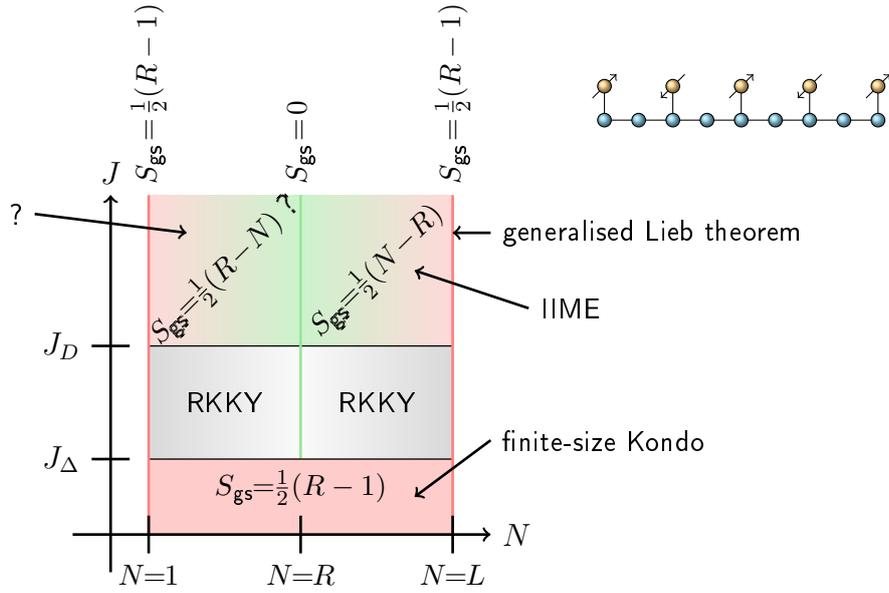 S_gs=½(R−1)
S_gs=0
S_gs=½(R−1)
J
?
S_gs=½(R−N) ?
S_gs=½(N−R)
generalised Lieb theorem
IIME
J_D
RKKY
RKKY
J_Δ
finite-size Kondo
S_gs=½(R−1)
N
N=1
N=R
N=L